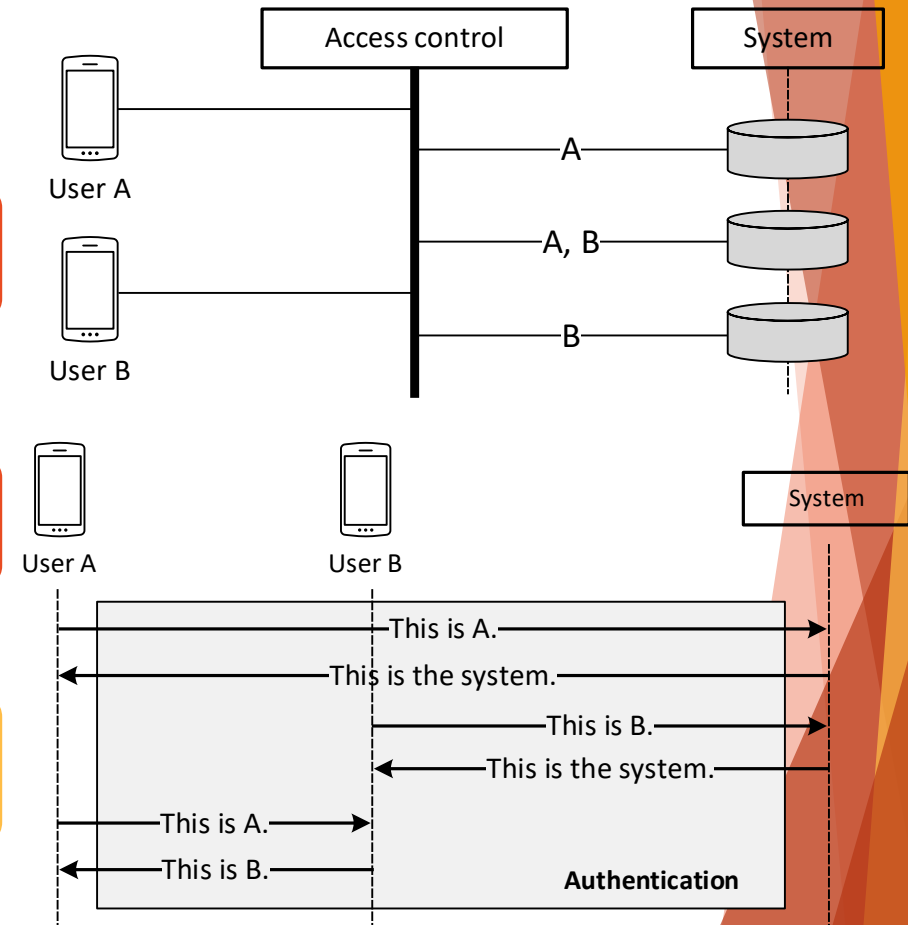 Access control
System
User A
A
A, B
User B
B
User A
User B
System
This is A.
This is the system.
This is B.
This is the system.
This is A.
This is B.
Authentication